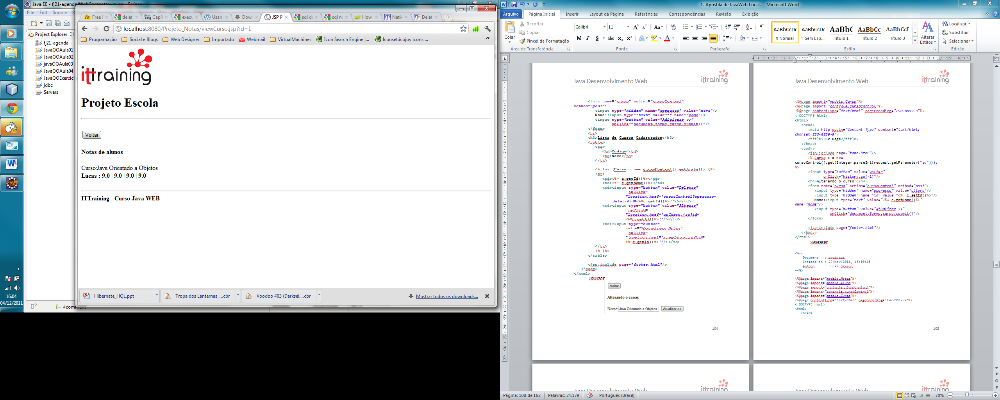 Java EE - fj21-agenda/WebContent/nulo.jsp - Eclipse
File Edit Source
Project Explorer
fj21-agenda
JavaOOAula01
JavaOOAula02
javaOOAula03
JavaOOAula04
JavaOOExercici
jdbc
Servers
16:04
04/12/2011
#comment
Free
delet
Capít
execu
Usan
Dowr
JSP P
sql de
sql no
How
Nativ
Delet
localhost:8080/Projeto_Notas/viewCurso.jsp?id=1
Programação Social e Blogs Web Designer Importado Webmail VirtualMachines Icon Search Engine |... Iconset:icojoy icons ... »
ittraining
Projeto Escola
Voltar
Notas de alunos
Curso:Java Orientado a Objetos
Lucas : 9.0 | 9.0 | 9.0 | 9.0
ITTraining - Curso Java WEB
Hibernate_HQL.ppt Tropa dos Lanternas ....cbr Voodoo #03 (Darksei....cbr Mostrar todos os downloads...
1. Apostila de JavaWeb Lucas - Microsoft Word
Arquivo Página Inicial Inserir Layout da Página Referências Correspondências Revisão Exibição
Colar
Recortar
Copiar
Pincel de Formatação
Área de Transferência
Calibri 11
N I S abc x₂ x²
Fonte
Parágrafo
AaBbCcDc AaBbCcDc AaBbC AaBbCc AaBbCcI
¶ Normal ¶ Sem Esp... Título 1 Título 2 Título 3
Alterar Estilos
Estilo
Localizar
Substituir
Selecionar
Edição
Java Desenvolvimento Web
ittraining
<form name="curso" action="cursoControl"
method="post">
<input type="hidden" name="operacao" value="novo"/>
Nome:<input type="text" value="" name="nome"/>
<input type="button" value="Adicionar >>"
onClick="document.forms.curso.submit()"/>
</form>
<hr>
<h3>Lista de Cursos Cadastrados</h3>
<table>
<tr>
<td>Código</td>
<td>Nome</td>
</tr>
<% for (Curso c:new cursoControl().getLista()) {%>
<tr>
<td><%= c.getId()%></td>
<td><%= c.getNome()%></td>
<td><input type="button" value="Deletar"
onClick=
"location.href='cursoControl?operacao=
deleta&id=<%=c.getId()%>'"/></td>
<td><input type="button" value="Alterar"
onClick=
"location.href='upCurso.jsp?id=
<%=c.getId()%>'"/></td>
<td><input type="button"
value="Visualisar Notas"
onClick=
"location.href='viewCurso.jsp?id=
<%=c.getId()%>'"/></td>
</tr>
<% }%>
</table>
<jsp:include page="footer.html"/>
</body>
</html>
upCursos:
Voltar
Alterando o curso:
Nome: Java Orientado a Objetos Atualizar >>
104
Java Desenvolvimento Web
ittraining
<%@page import="modelo.Curso"%>
<%@page import="controle.cursoControl"%>
<%@page contentType="text/html" pageEncoding="ISO-8859-9"%>
<!DOCTYPE html>
<html>
<head>
<meta http-equiv="Content-Type" content="text/html;
charset=ISO-8859-9">
<title>JSP Page</title>
</head>
<body>
<jsp:include page="topo.html"/>
<% Curso c = new
cursoControl().get(Integer.parseInt(request.getParameter("id")));
%>
<input type="button" value="Voltar"
onClick="history.go(-1)"/>
<h4>Alterando o curso:</h4>
<form name="curso" action="cursoControl" method="post">
<input type="hidden" name="operacao" value="altera"/>
<input type="hidden" name="id" value="<%= c.getId()%>"/>
Nome:<input type="text" value="<%= c.getNome()%>"
name="nome"/>
<input type="button" value="Atualizar >>"
onClick="document.forms.curso.submit()"/>
</form>
<jsp:include page="footer.html"/>
</body>
</html>
viewCurso:
<%--
Document : produtos
Created on : 27/Nov/2011, 13:10:46
Author : Lucas Biason
--%>
<%@page import="modelo.Notas"%>
<%@page import="modelo.Aluno"%>
<%@page import="controle.alunoControl"%>
<%@page import="controle.cursoControl"%>
<%@page import="modelo.Curso"%>
<%@page contentType="text/html" pageEncoding="ISO-8859-9"%>
<!DOCTYPE html>
<html>
<head>
105
Java Desenvolvimento Web
ittraining
Java Desenvolvimento Web
ittraining
Página: 108 de 162 Palavras: 24.179 Português (Brasil) 70%